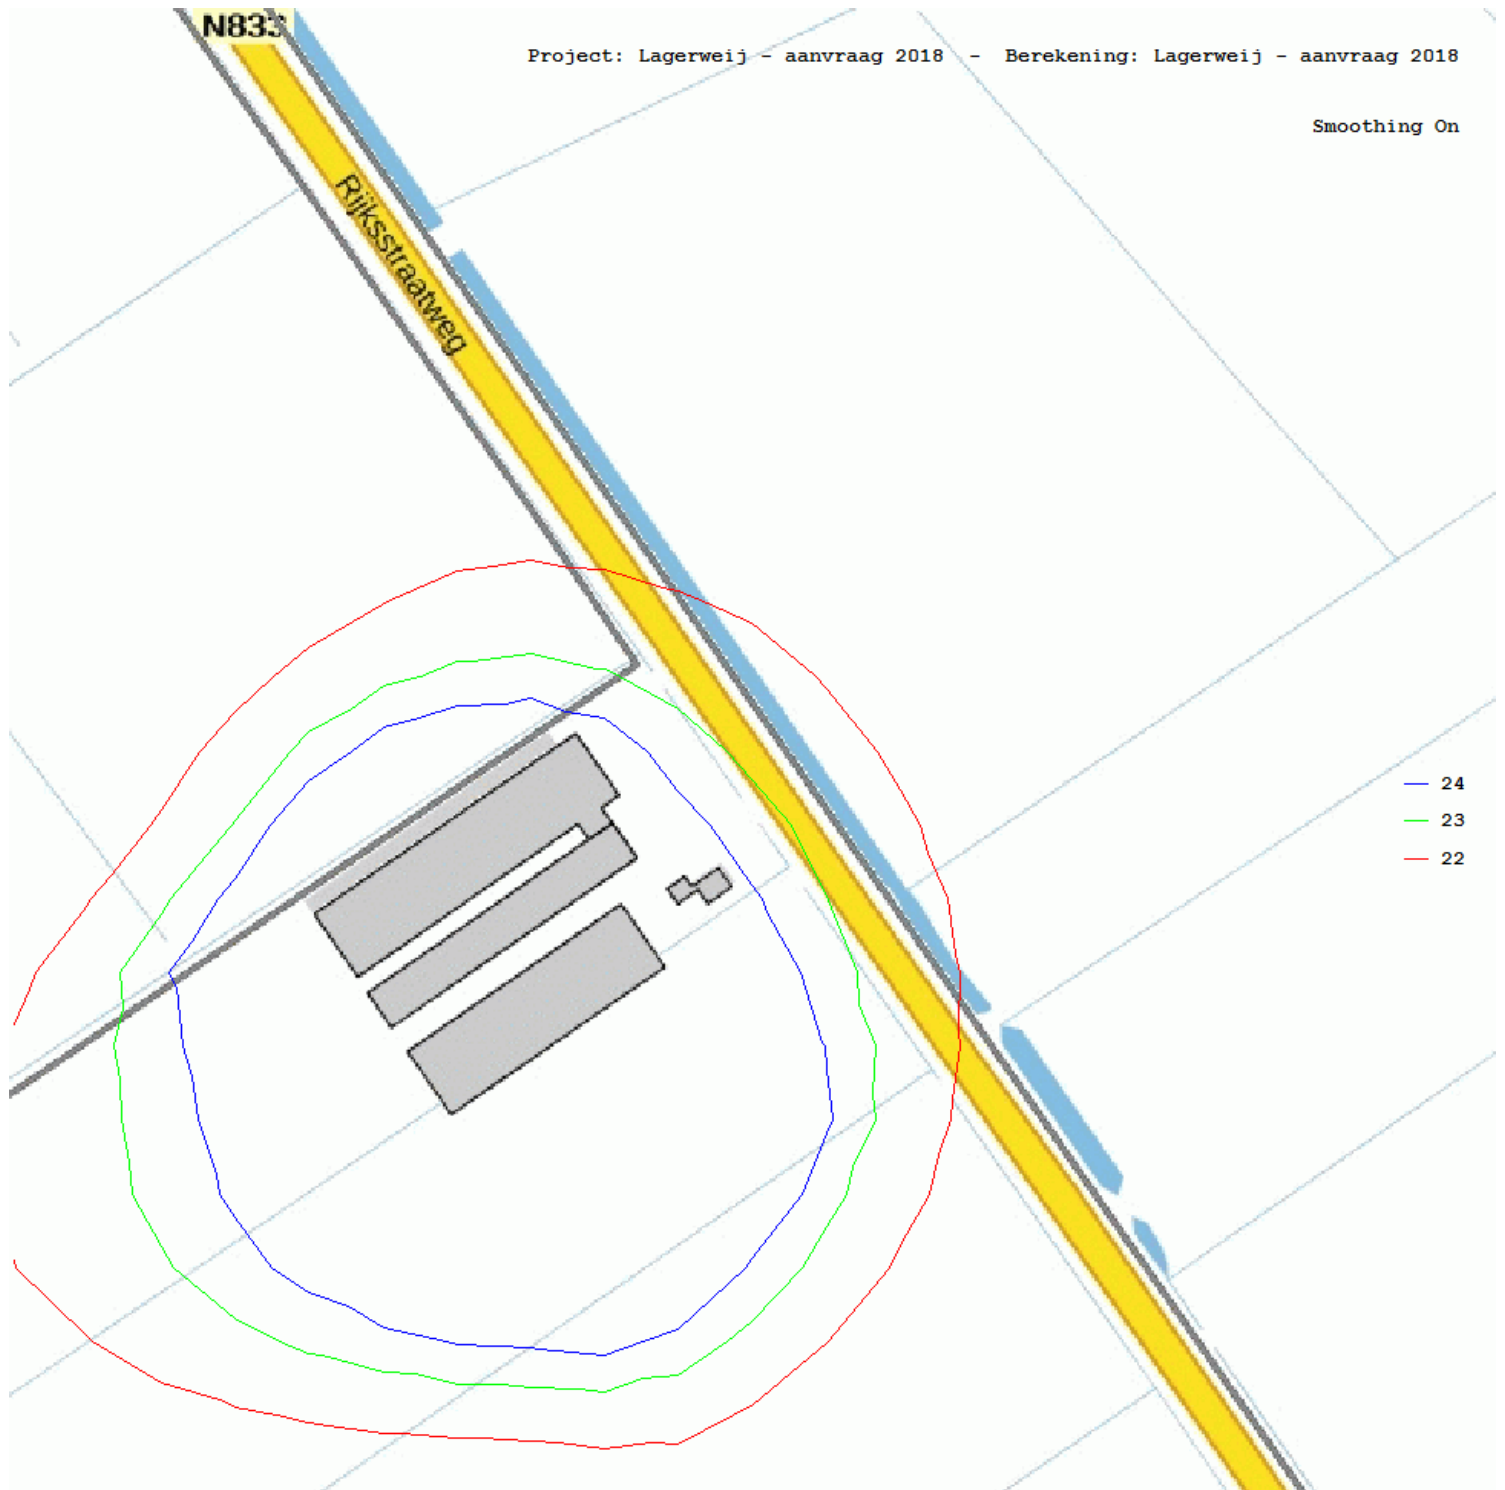 N833
Project: Lagerweij - aanvraag 2018 - Berekening: Lagerweij - aanvraag 2018
Smoothing On
Rijksstraatweg
24
23
22